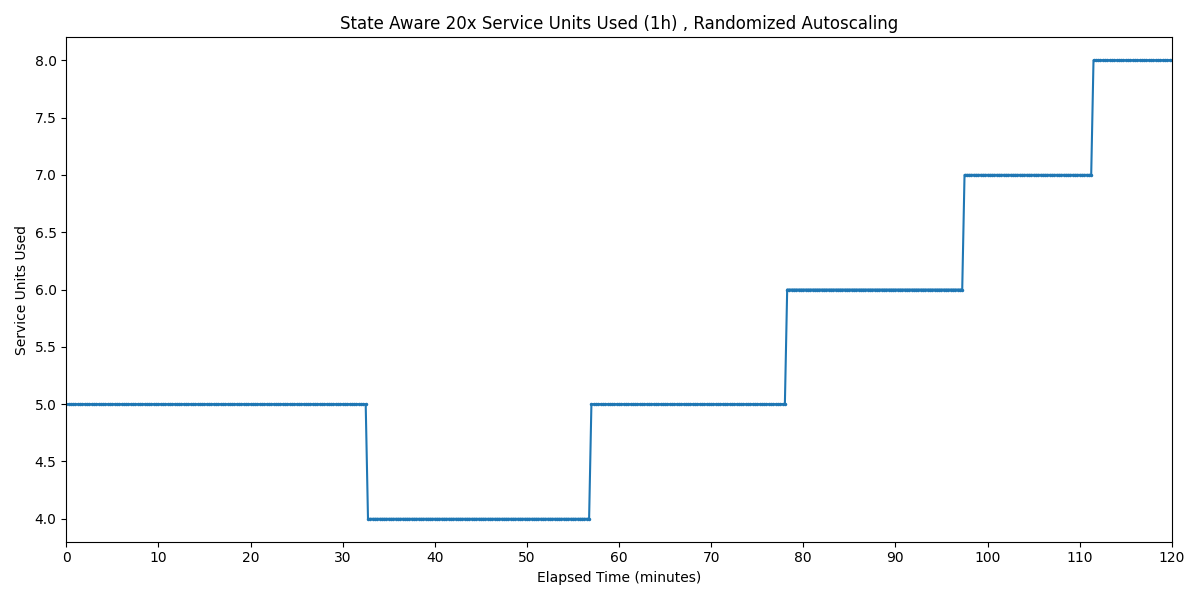 State Aware 20x Service Units Used (1h) , Randomized Autoscaling
8.0
7.5
7.0
6.5
6.0
5.5
5.0
4.5
4.0
Service Units Used
0 10 20 30 40 50 60 70 80 90 100 110 120
Elapsed Time (minutes)